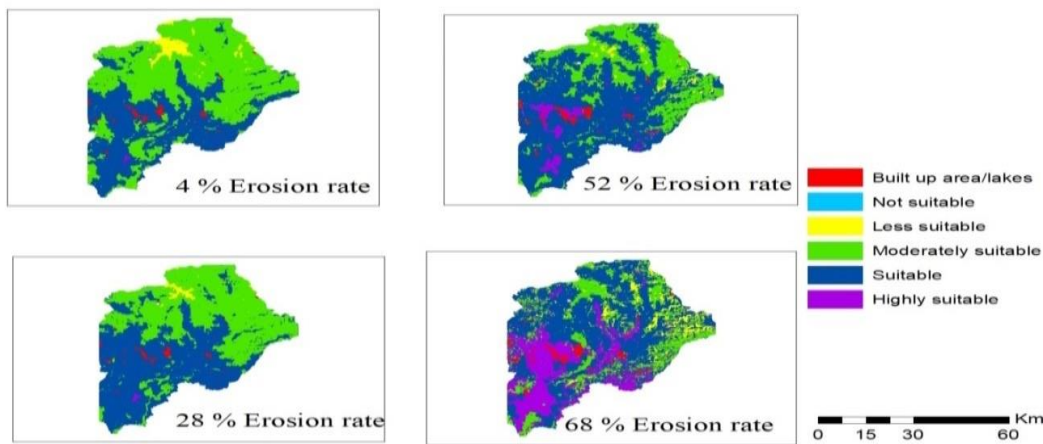 4 % Erosion rate
52 % Erosion rate
28 % Erosion rate
68 % Erosion rate
Built up area/lakes
Not suitable
Less suitable
Moderately suitable
Suitable
Highly suitable
Km
0 15 30 60